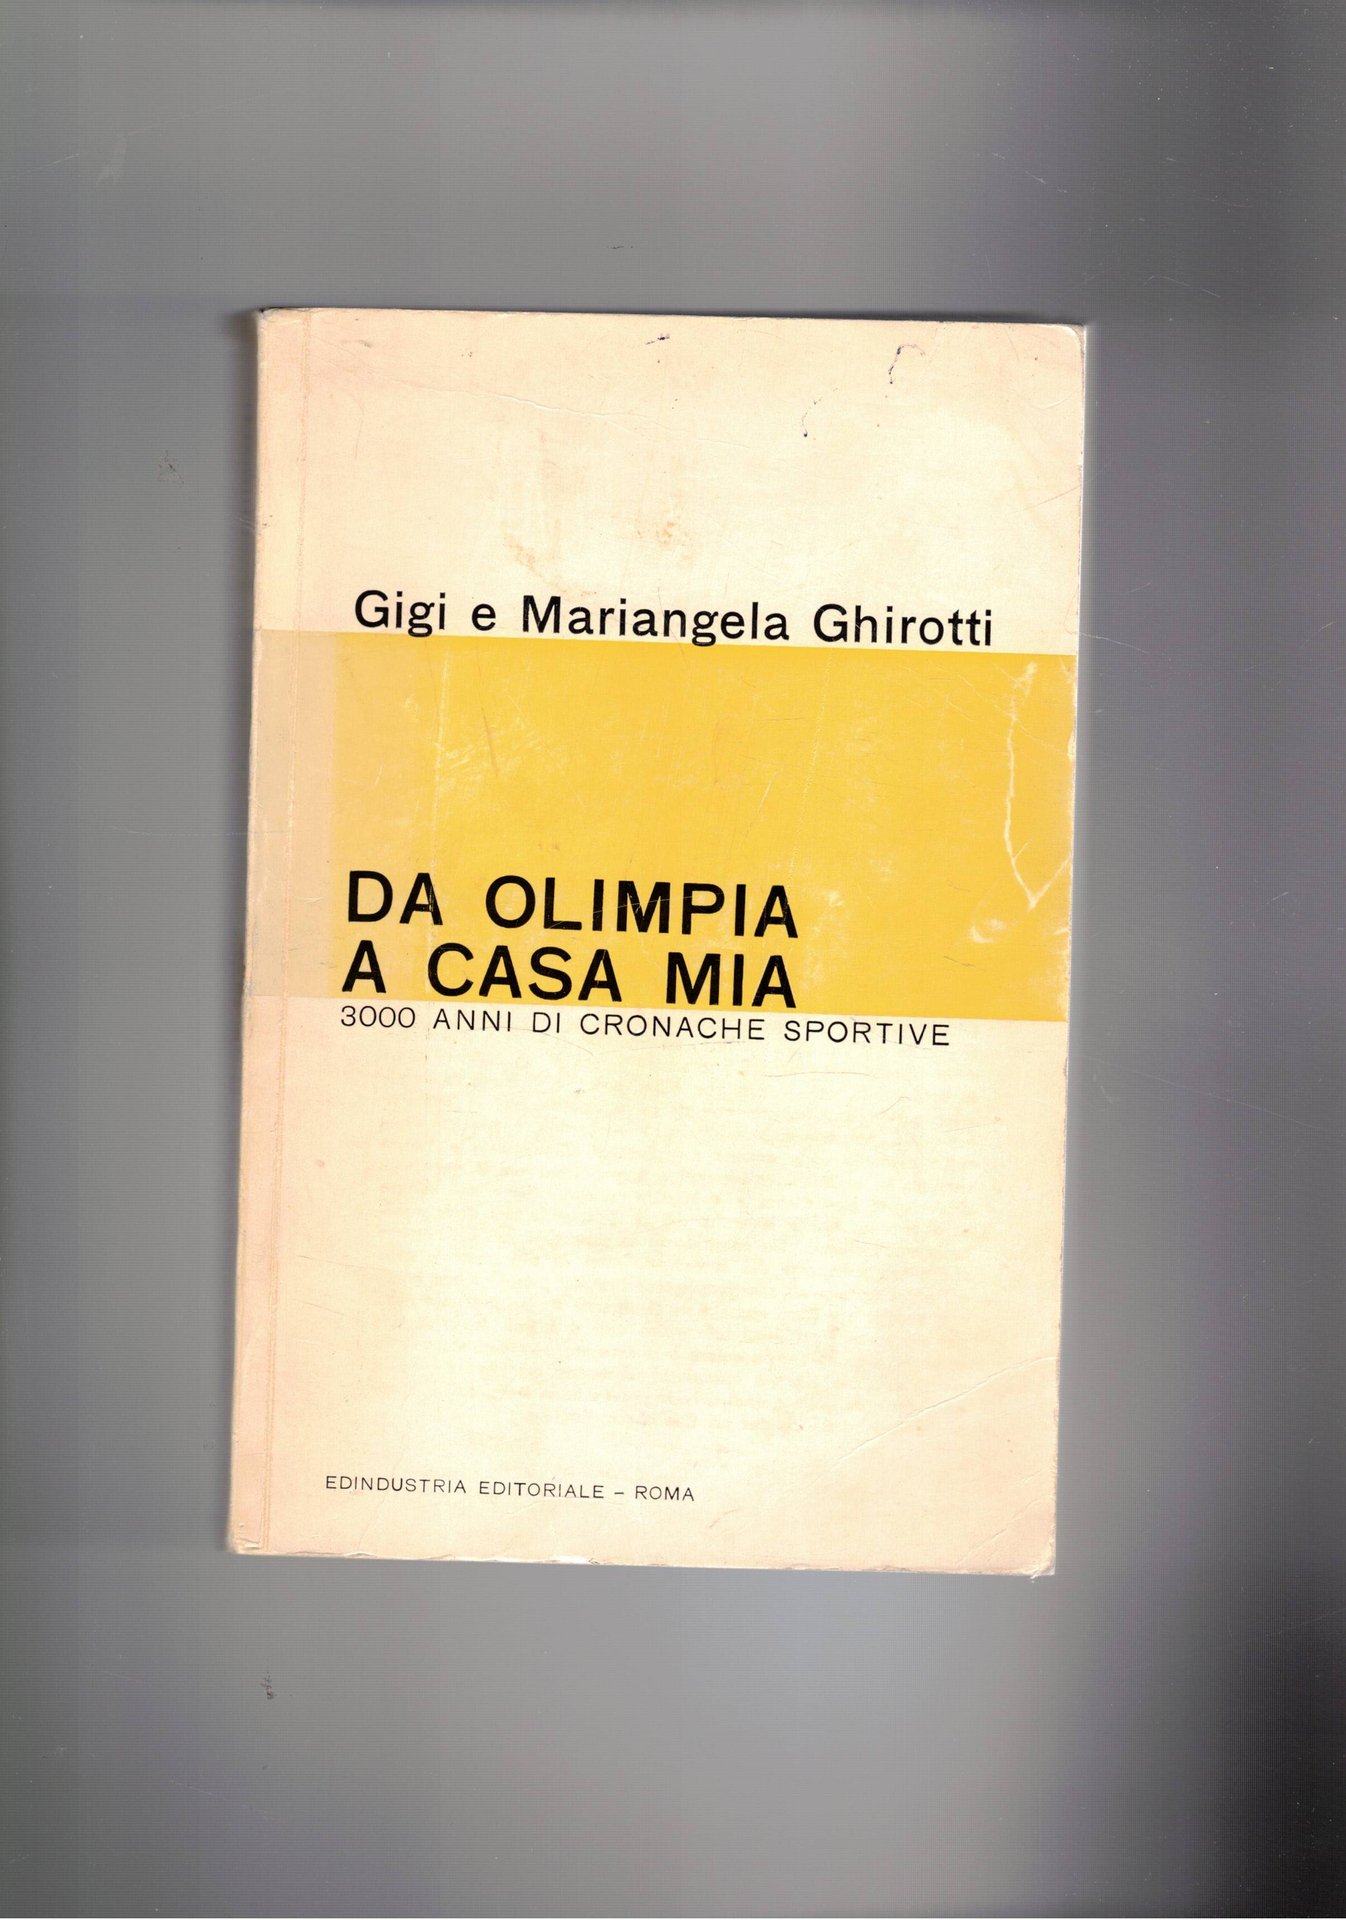 Gigi e Mariangela Ghirotti
DA OLIMPIA
A CASA MIA
3000 ANNI DI CRONACHE SPORTIVE
EDINDUSTRIA EDITORIALE – ROMA